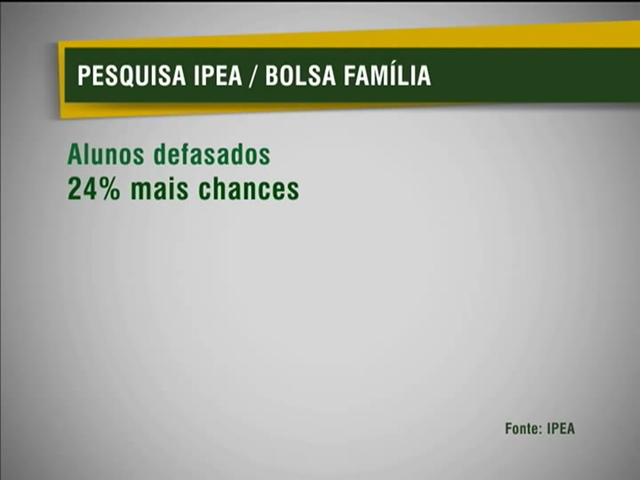 PESQUISA IPEA / BOLSA FAMÍLIA
Alunos defasados
24% mais chances
Fonte: IPEA